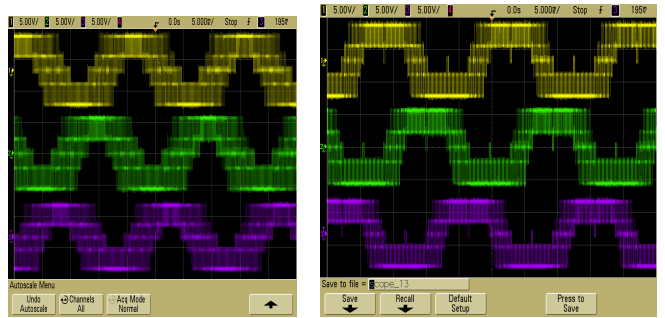 1 5.00V/ 2 5.00V/ 3 5.00V/ 4 0.0s 5.000#/ Stop 195#
1 5.00V/ 2 5.00V/ 3 5.00V/ 4 0.0s 5.000#/ Stop 195#
Autoscale Menu
Undo Autoscale
Channels All
Acq Mode Normal
Save to file = scope_13
Save
Recall
Default Setup
Press to Save